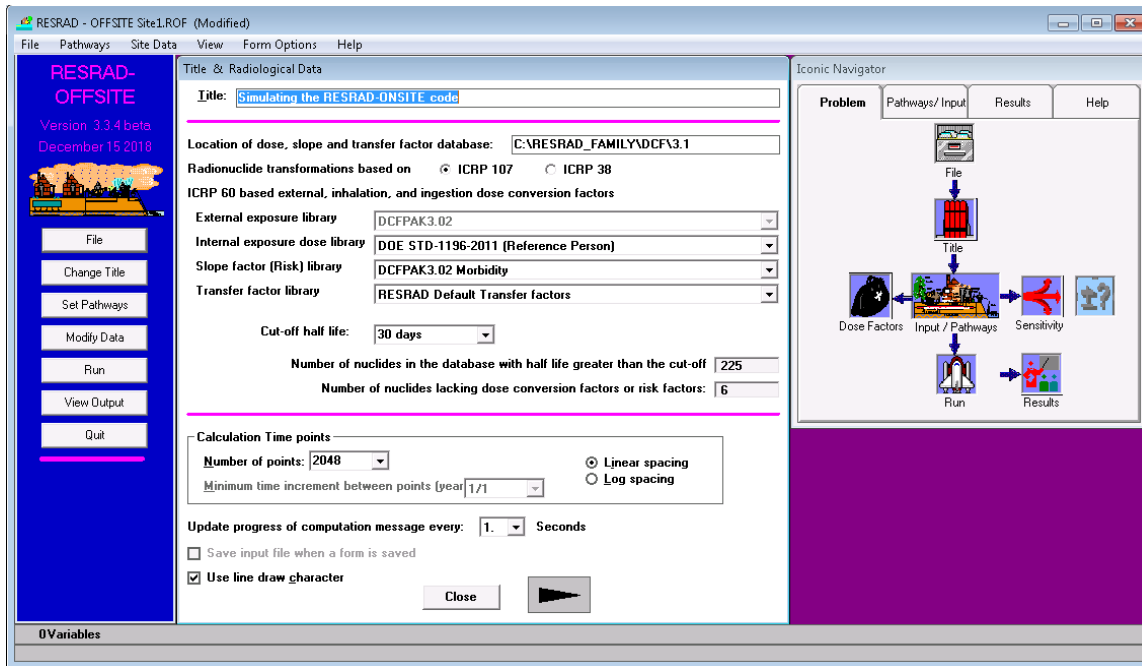 RESRAD - OFFSITE Site1.ROF (Modified)
File Pathways Site Data View Form Options Help
RESRAD-
OFFSITE
Version 3.3.4 beta
December 15 2018
File
Change Title
Set Pathways
Modify Data
Run
View Output
Quit
Title & Radiological Data
Title: Simulating the RESRAD-ONSITE code
Location of dose, slope and transfer factor database: C:\RESRAD_FAMILY\DCF\3.1
Radionuclide transformations based on ICRP 107 ICRP 38
ICRP 60 based external, inhalation, and ingestion dose conversion factors
External exposure library DCFPAK3.02
Internal exposure dose library DOE STD-1196-2011 (Reference Person)
Slope factor (Risk) library DCFPAK3.02 Morbidity
Transfer factor library RESRAD Default Transfer factors
Cut-off half life: 30 days
Number of nuclides in the database with half life greater than the cut-off 225
Number of nuclides lacking dose conversion factors or risk factors: 6
Calculation Time points
Number of points: 2048
Linear spacing
Log spacing
Minimum time increment between points (year 1/1
Update progress of computation message every: 1. Seconds
Save input file when a form is saved
Use line draw character
Close
Iconic Navigator
Problem Pathways/Input Results Help
File
Title
Dose Factors Input / Pathways Sensitivity
Run Results
0 Variables